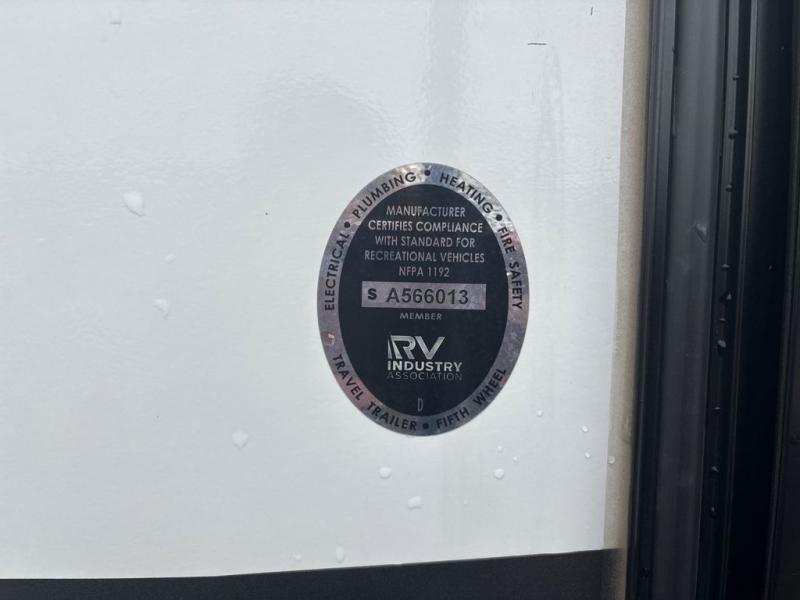 ELECTRICAL • PLUMBING • HEATING • FIRE SAFETY
MANUFACTURER
CERTIFIES COMPLIANCE
WITH STANDARD FOR
RECREATIONAL VEHICLES
NFPA 1192
S A566013
MEMBER
RV
INDUSTRY
ASSOCIATION
D
TRAVEL TRAILER • FIFTH WHEEL